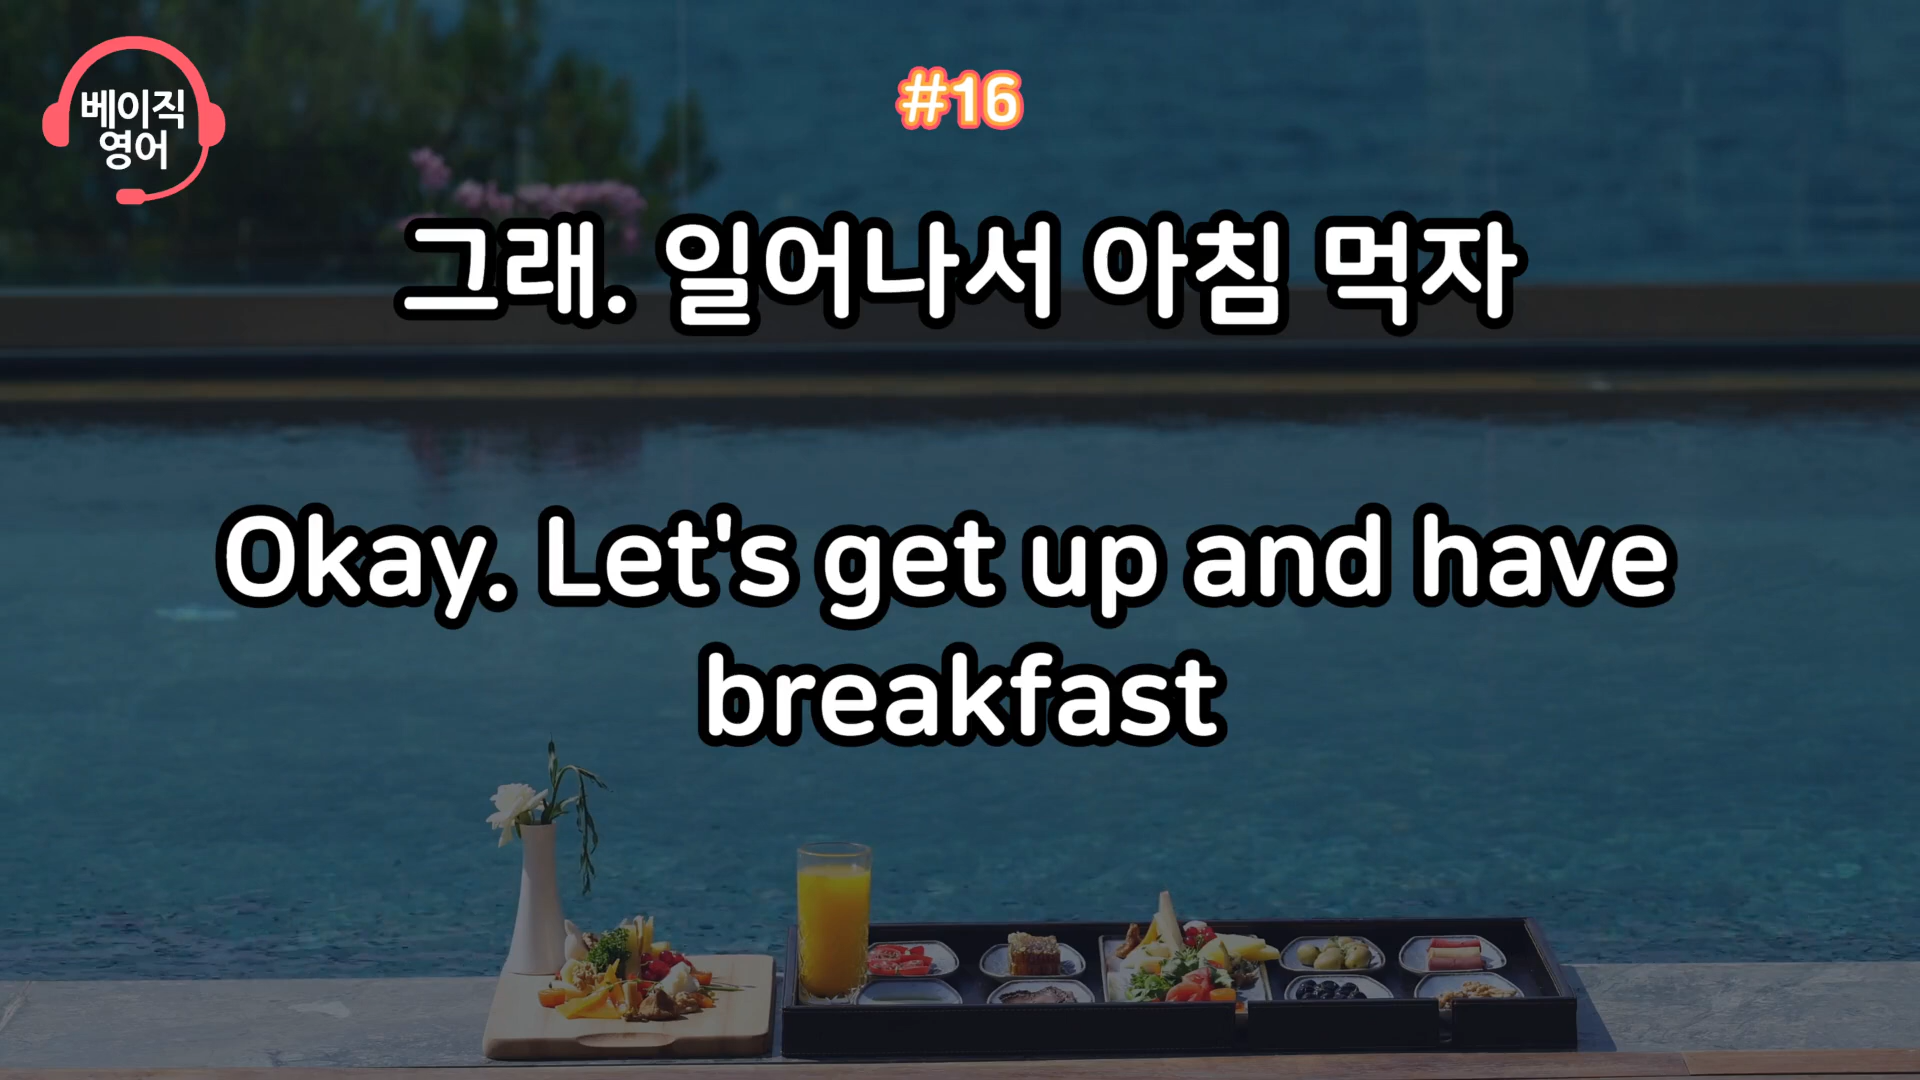 베이직
영어
#16
그래. 일어나서 아침 먹자
Okay. Let's get up and have
breakfast